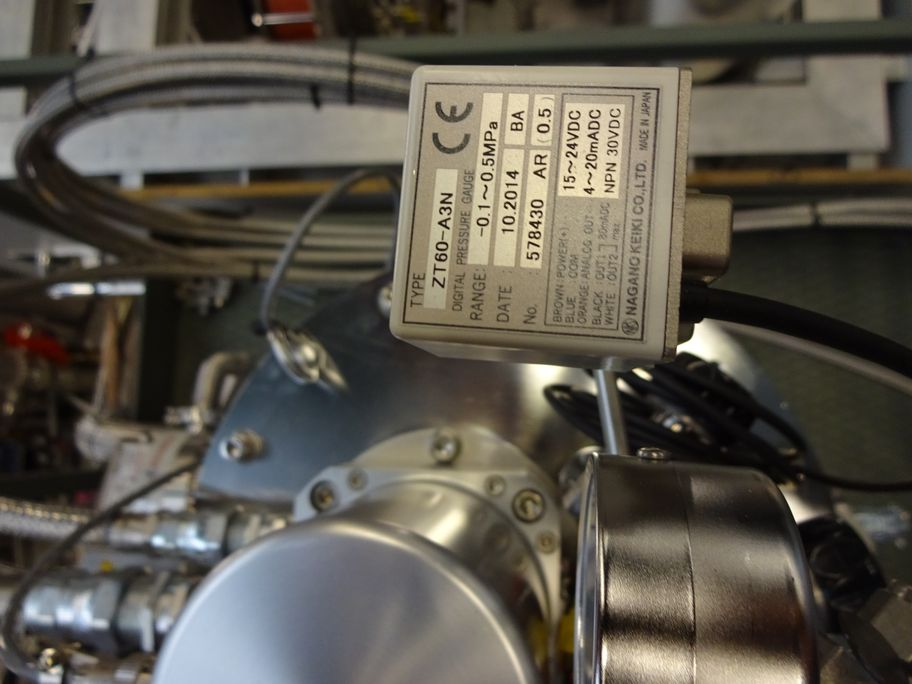 TYPE
ZT60-A3N CE
DIGITAL PRESSURE GAUGE
RANGE: -0.1~0.5MPa
DATE : 10.2014 BA
No. 578430 AR (0.5)
BROWN:POWER(+) 15~24VDC
BLUE :COM
ORANGE:ANALOG OUT: 4~20mADC
BLACK :OUT1 80mADC NPN 30VDC
WHITE :OUT2 max.
NAGANO KEIKI CO.,LTD. MADE IN JAPAN